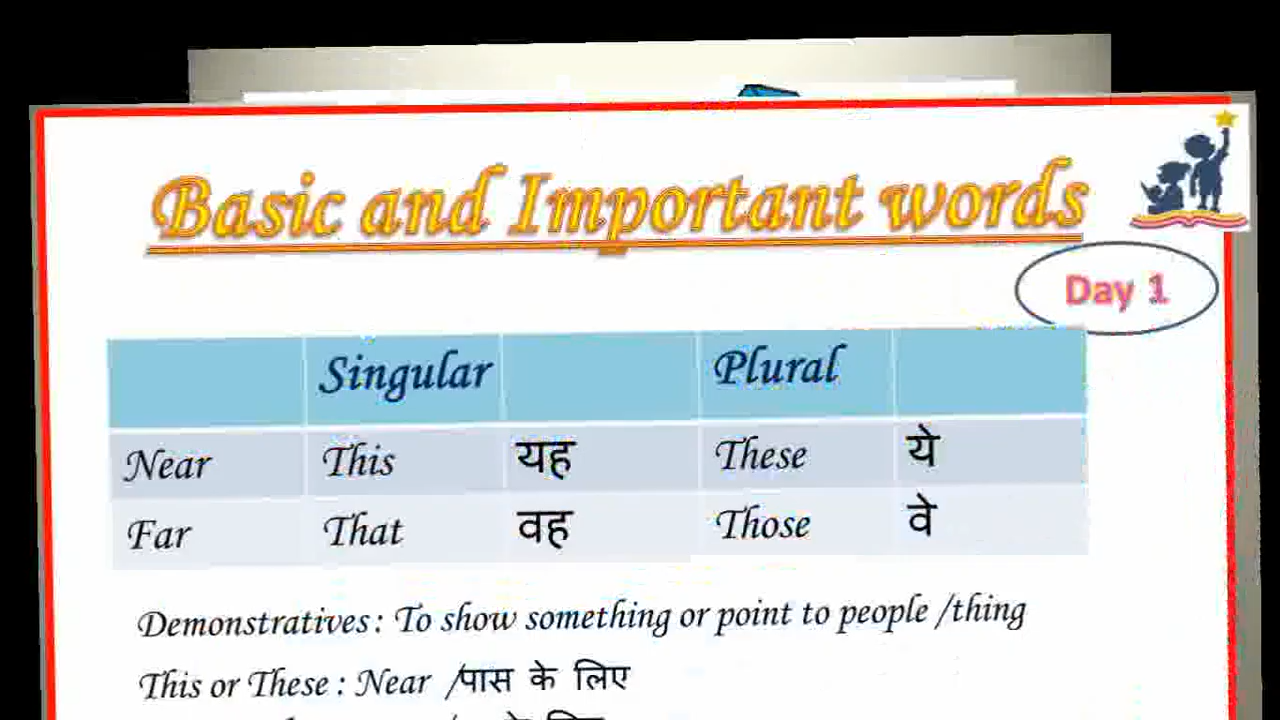 Basic and Important words
Day 1
Singular Plural
Near This यह These ये
Far That वह Those वे
Demonstratives : To show something or point to people /thing
This or These : Near /पास के लिए